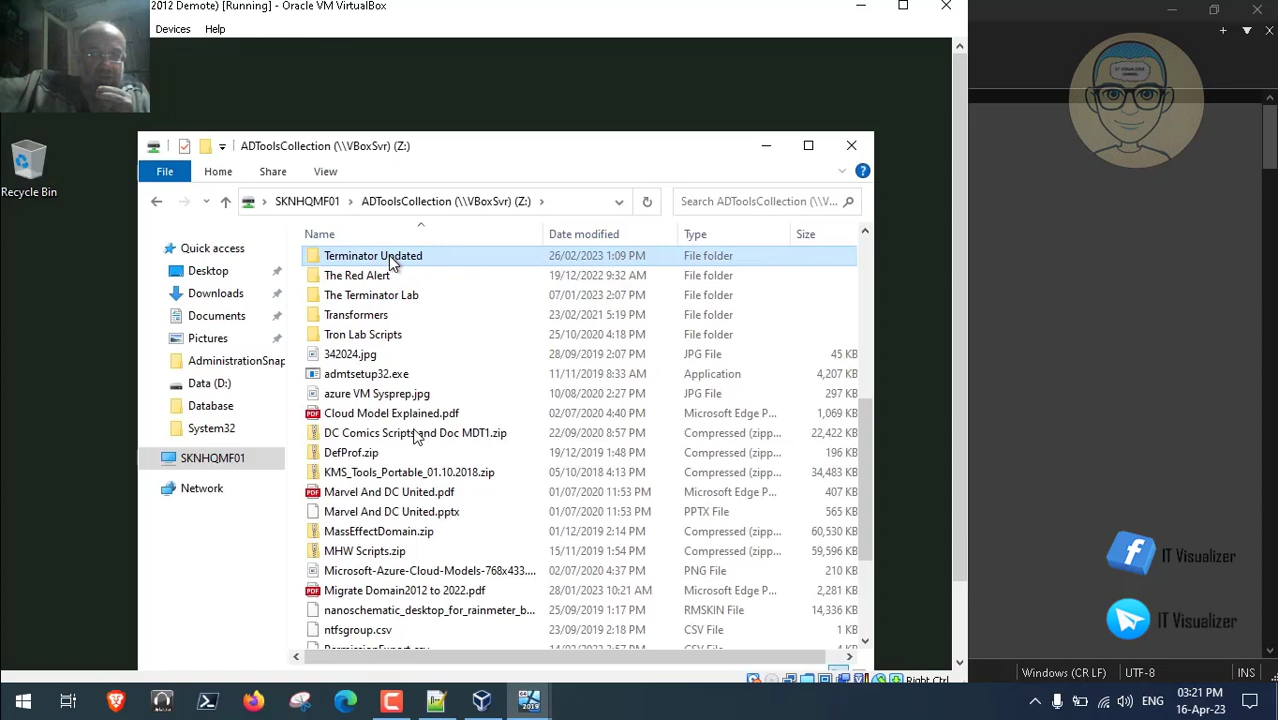 2012 Demote) [Running] - Oracle VM VirtualBox
Devices Help
IT VISUALIZER
CHANNEL
Recycle Bin
ADToolsCollection (\\VBoxSvr) (Z:)
File Home Share View
SKNHQMF01 ADToolsCollection (\\VBoxSvr) (Z:)
Search ADToolsCollection (\\V...
Name Date modified Type Size
Quick access
Desktop
Downloads
Documents
Pictures
AdministrationSnap
Data (D:)
Database
System32
SKNHQMF01
Network
Terminator Updated 26/02/2023 1:09 PM File folder
The Red Alert 19/12/2022 9:32 AM File folder
The Terminator Lab 07/01/2023 2:07 PM File folder
Transformers 23/02/2021 5:19 PM File folder
Tron Lab Scripts 25/10/2020 4:18 PM File folder
342024.jpg 28/09/2019 2:07 PM JPG File 45 KB
admtsetup32.exe 11/11/2019 8:33 AM Application 4,207 KB
azure VM Sysprep.jpg 10/08/2020 2:27 PM JPG File 397 KB
Cloud Model Explained.pdf 02/07/2020 4:40 PM Microsoft Edge P... 1,069 KB
DC Comics Scripts and Doc MDT1.zip 22/09/2020 8:57 PM Compressed (zipp... 22,422 KB
DefProf.zip 19/12/2019 1:48 PM Compressed (zipp... 196 KB
KMS_Tools_Portable_01.10.2018.zip 05/10/2018 4:13 PM Compressed (zipp... 34,483 KB
Marvel And DC United.pdf 01/07/2020 11:53 PM Microsoft Edge P... 407 KB
Marvel And DC United.pptx 01/07/2020 11:53 PM PPTX File 565 KB
MassEffectDomain.zip 01/12/2019 2:14 PM Compressed (zipp... 60,530 KB
MHW Scripts.zip 15/11/2019 1:54 PM Compressed (zipp... 59,596 KB
Microsoft-Azure-Cloud-Models-768x433.... 02/07/2020 4:37 PM PNG File 210 KB
Migrate Domain2012 to 2022.pdf 28/01/2023 10:21 AM Microsoft Edge P... 2,281 KB
nanoschematic_desktop_for_rainmeter_b... 25/09/2019 1:17 PM RMSKIN File 14,336 KB
ntfsgroup.csv 23/09/2019 2:18 PM CSV File 1 KB
IT Visualizer
IT Visualizer
Right Ctrl
Windows (CR LF) UTF-8 INS
2019
ENG
03:21 PM
16-Apr-23